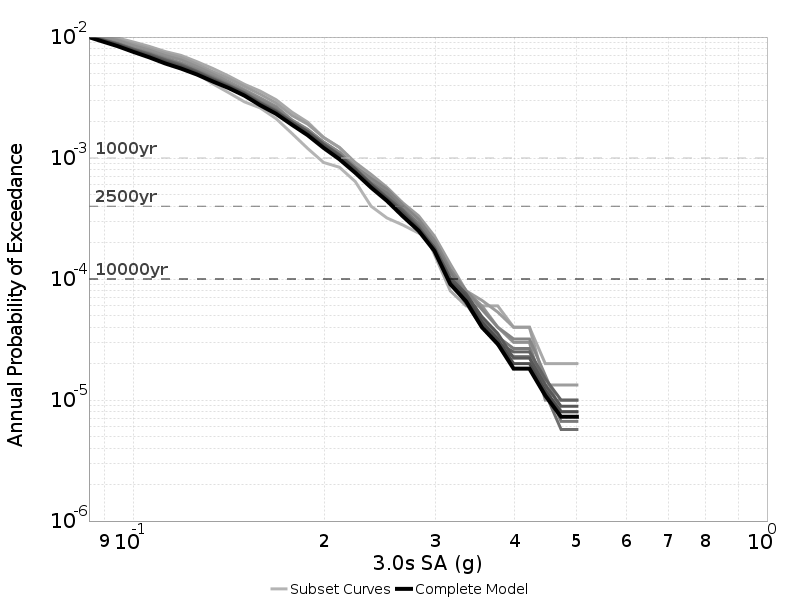 10-2
10-3
10-4
10-5
10-6
Annual Probability of Exceedance
1000yr
2500yr
10000yr
9 10-1 2 3 4 5 6 7 8 100
3.0s SA (g)
Subset Curves Complete Model